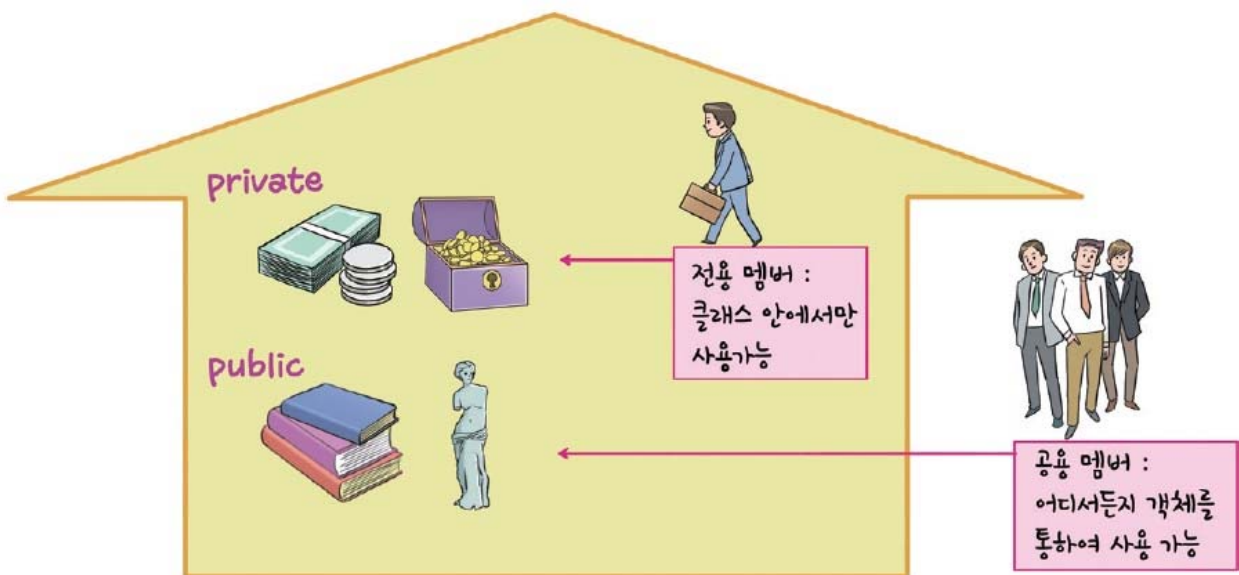 private
전용 멤버 :
클래스 안에서만
사용가능
public
공용 멤버 :
어디서든지 객체를
통하여 사용 가능